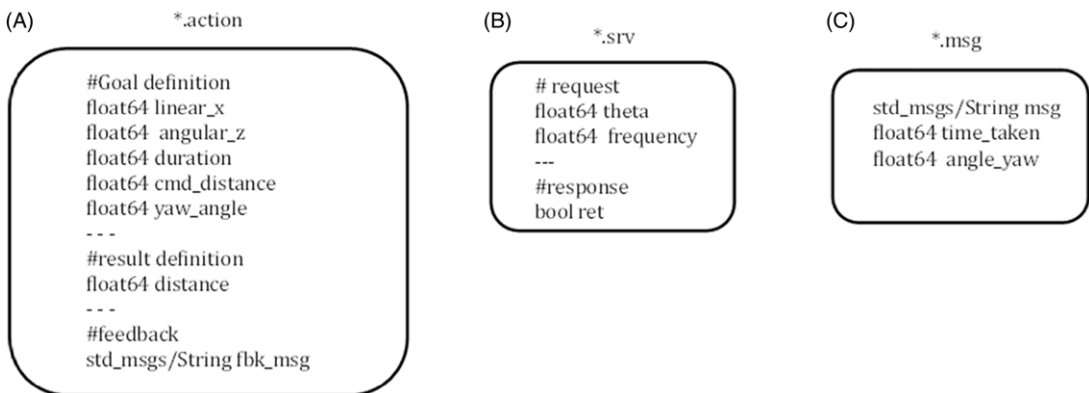 (A)
*.action
#Goal definition
float64 linear_x
float64 angular_z
float64 duration
float64 cmd_distance
float64 yaw_angle
- - -
#result definition
float64 distance
- - -
#feedback
std_msgs/String fbk_msg
(B)
*.srv
# request
float64 theta
float64 frequency
---
#response
bool ret
(C)
*.msg
std_msgs/String msg
float64 time_taken
float64 angle_yaw